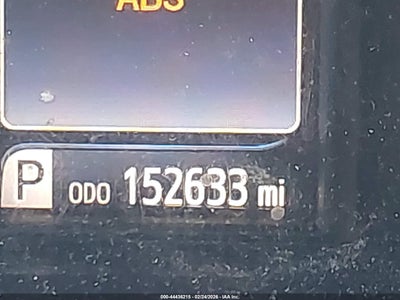 ABS
P ODO 152633 mi
000-44436215 - 02/24/2026 - IAA Inc.